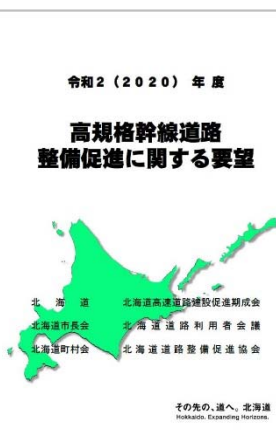 令和2(2020)年度
高規格幹線道路
整備促進に関する要望
北海道 北海道高速道路建設促進期成会
北海道市長会 北海道道路利用者会議
北海道町村会 北海道道路整備促進協会
その先の、道へ。北海道
Hokkaido. Expanding Horizons.